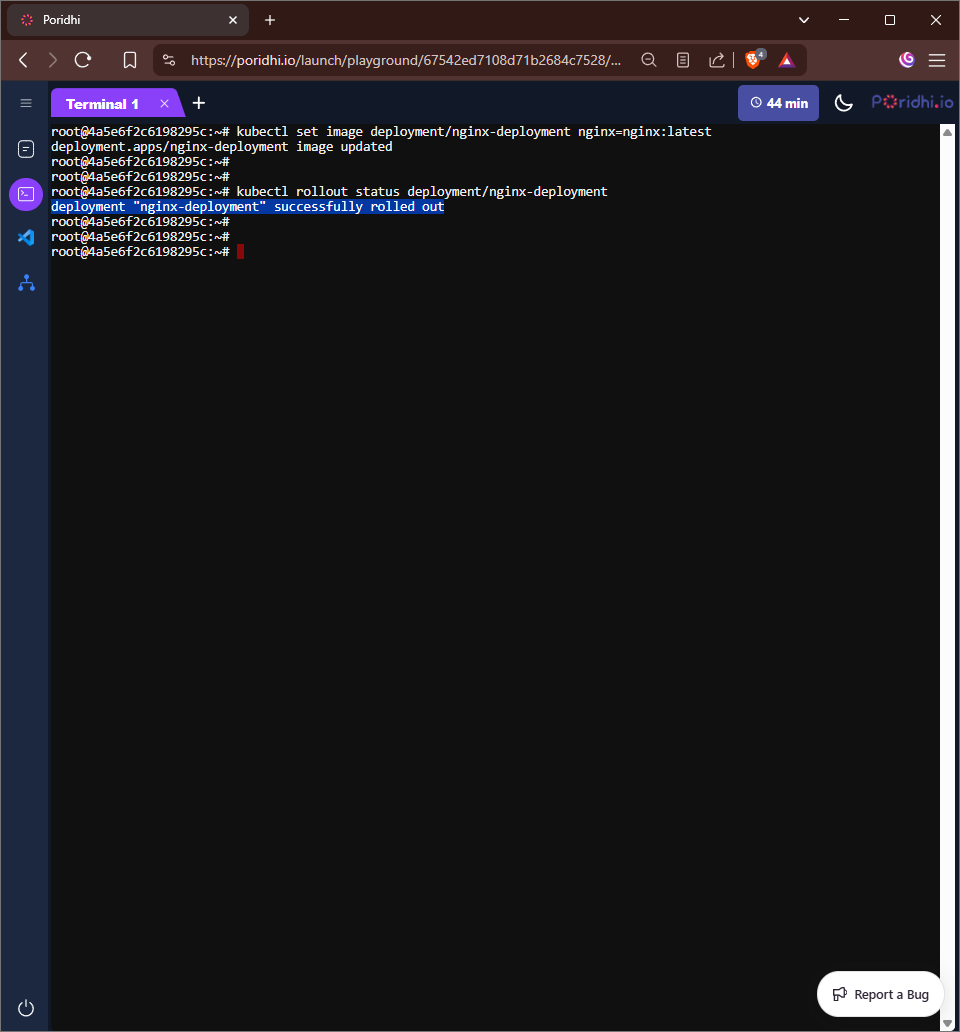 Poridhi
https://poridhi.io/launch/playground/67542ed7108d71b2684c7528/...
4
Terminal 1
44 min
Poridhi.io
root@4a5e6f2c6198295c:~# kubectl set image deployment/nginx-deployment nginx=nginx:latest
deployment.apps/nginx-deployment image updated
root@4a5e6f2c6198295c:~#
root@4a5e6f2c6198295c:~#
root@4a5e6f2c6198295c:~# kubectl rollout status deployment/nginx-deployment
deployment "nginx-deployment" successfully rolled out
root@4a5e6f2c6198295c:~#
root@4a5e6f2c6198295c:~#
root@4a5e6f2c6198295c:~#
Report a Bug